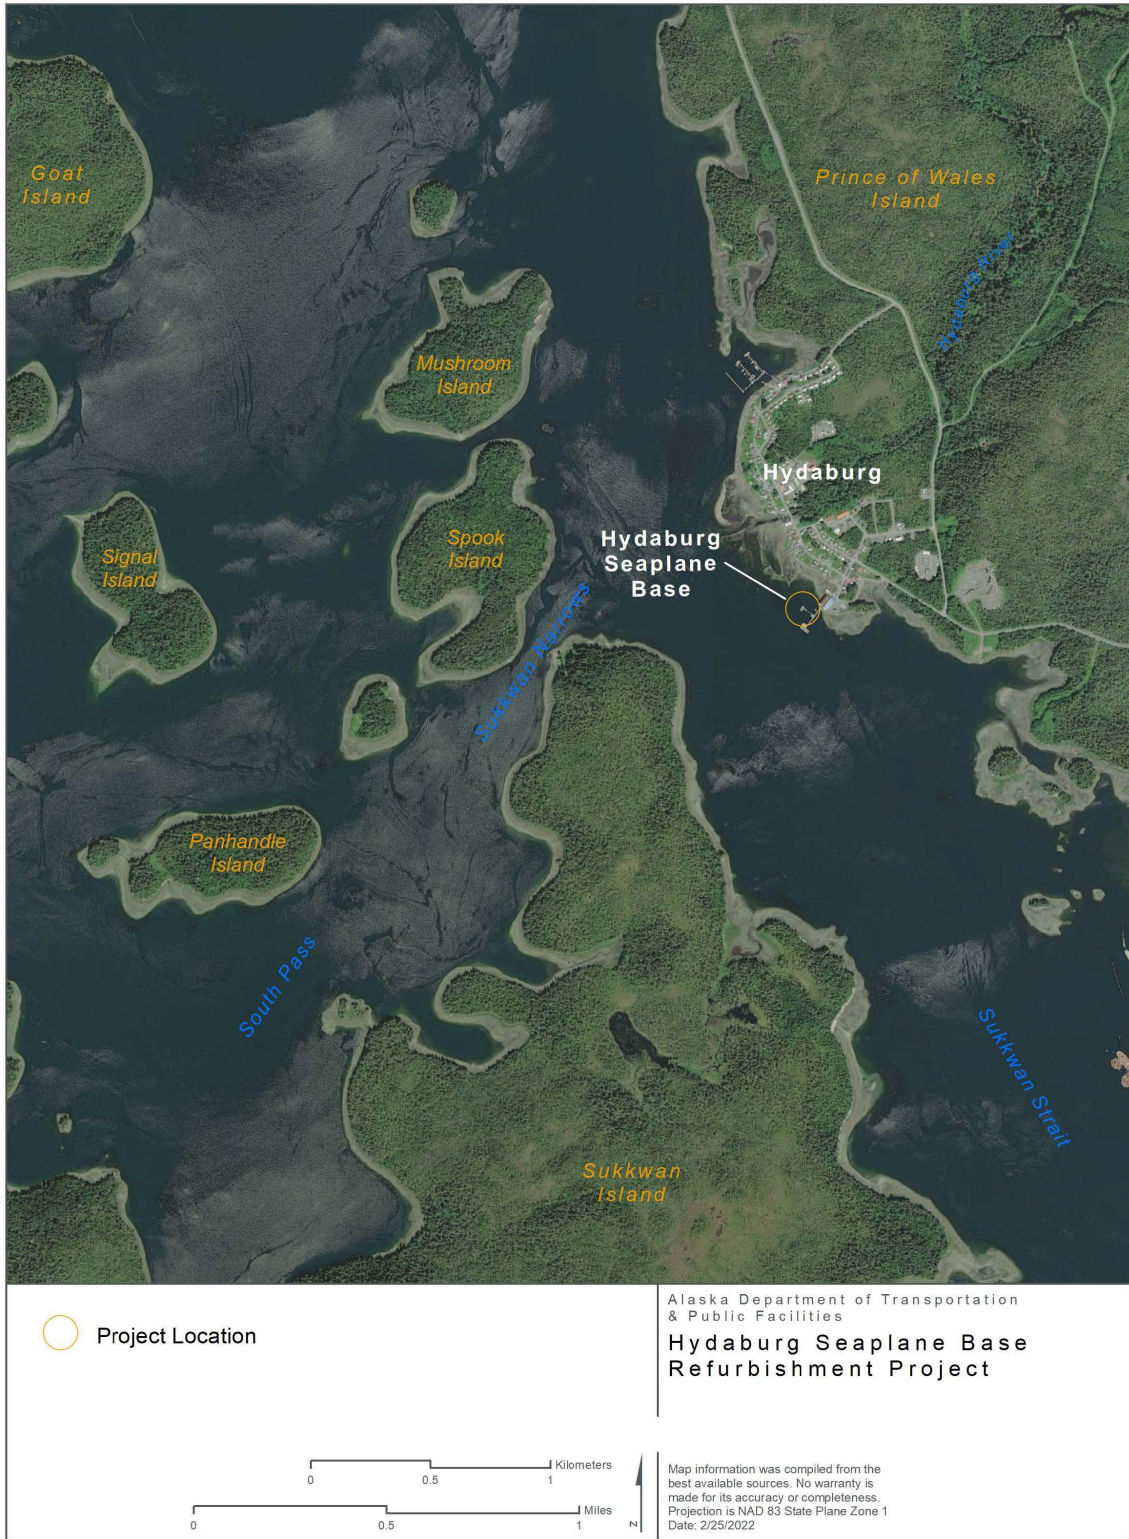 Goat
Island
Prince of Wales
Island
Hydaburg River
Mushroom
Island
Hydaburg
Signal
Island
Spook
Island
Hydaburg
Seaplane
Base
Sukkwan Narrows
Panhandle
Island
South Pass
Sukkwan Strait
Sukkwan
Island
Project Location
Alaska Department of Transportation
& Public Facilities
Hydaburg Seaplane Base
Refurbishment Project
Kilometers
0 0.5 1
Miles
0 0.5 1
N
Map information was compiled from the
best available sources. No warranty is
made for its accuracy or completeness.
Projection is NAD 83 State Plane Zone 1
Date: 2/25/2022